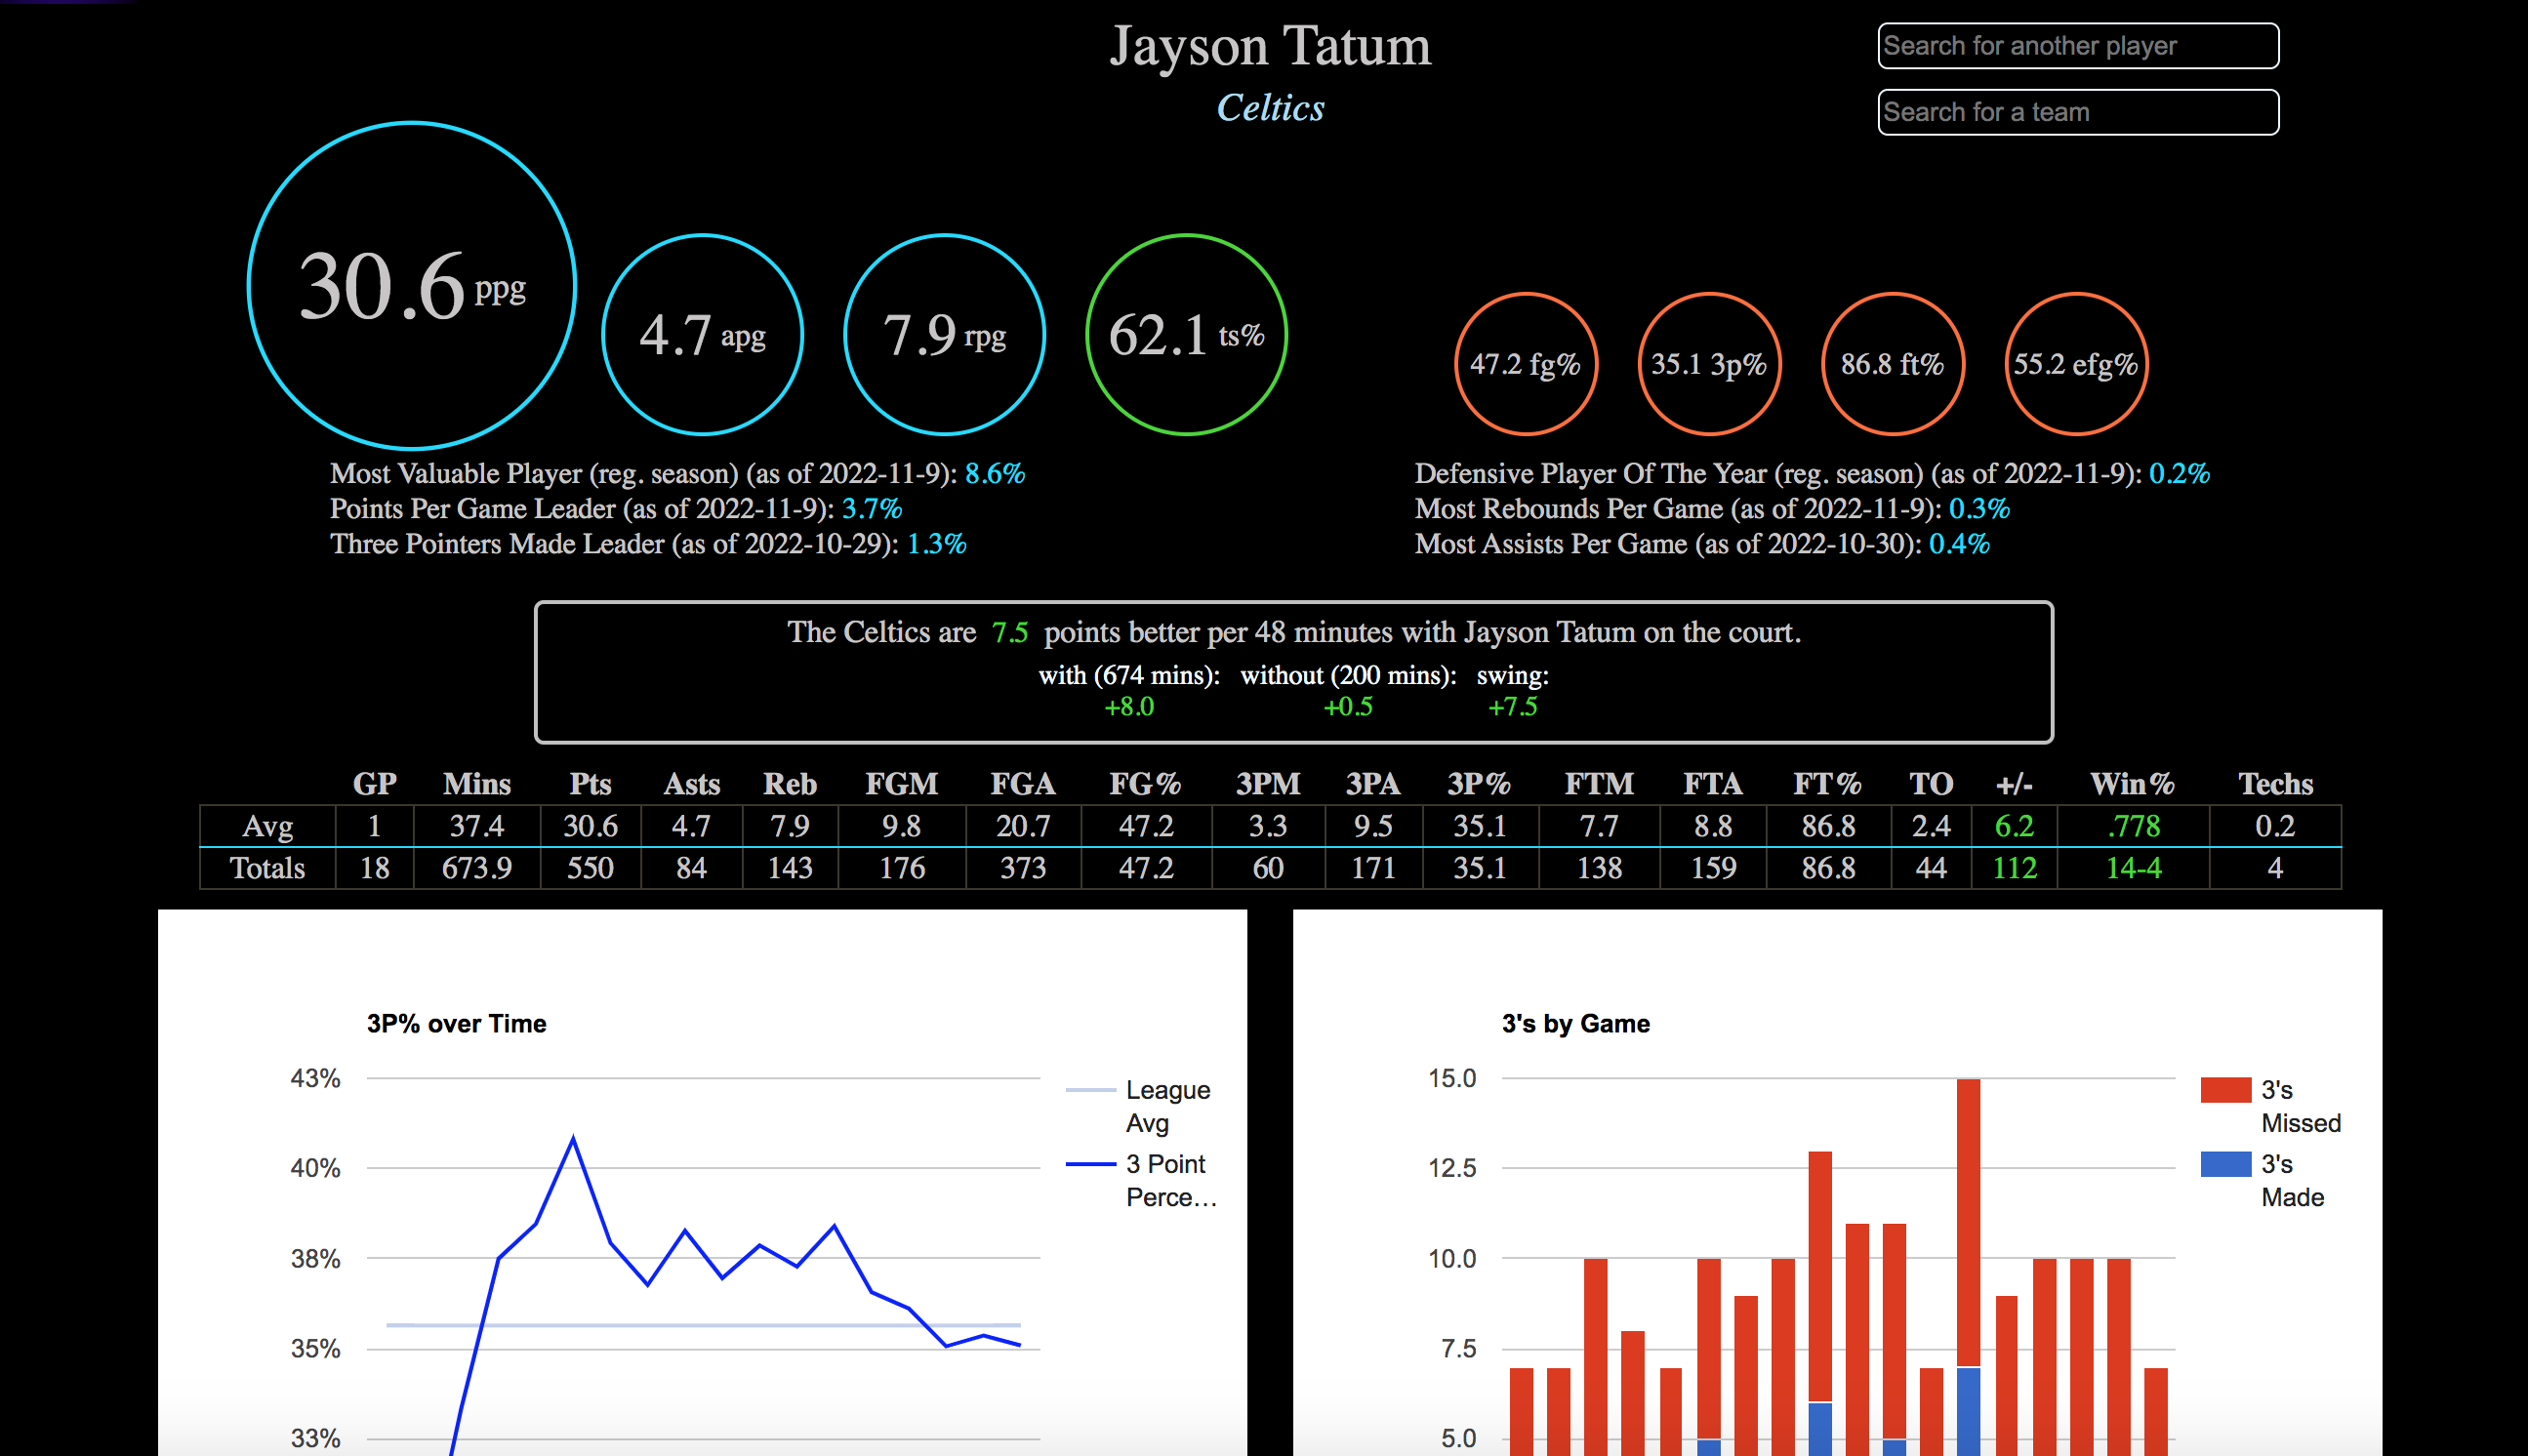 Jayson Tatum
Celtics
Search for another player
Search for a team
30.6 ppg
4.7 apg
7.9 rpg
62.1 ts%
47.2 fg%
35.1 3p%
86.8 ft%
55.2 efg%
Most Valuable Player (reg. season) (as of 2022-11-9): 8.6%
Points Per Game Leader (as of 2022-11-9): 3.7%
Three Pointers Made Leader (as of 2022-10-29): 1.3%
Defensive Player Of The Year (reg. season) (as of 2022-11-9): 0.2%
Most Rebounds Per Game (as of 2022-11-9): 0.3%
Most Assists Per Game (as of 2022-10-30): 0.4%
The Celtics are 7.5 points better per 48 minutes with Jayson Tatum on the court.
with (674 mins): without (200 mins): swing:
+8.0 +0.5 +7.5
GP Mins Pts Asts Reb FGM FGA FG% 3PM 3PA 3P% FTM FTA FT% TO +/- Win% Techs
Avg 1 37.4 30.6 4.7 7.9 9.8 20.7 47.2 3.3 9.5 35.1 7.7 8.8 86.8 2.4 6.2 .778 0.2
Totals 18 673.9 550 84 143 176 373 47.2 60 171 35.1 138 159 86.8 44 112 14-4 4
3P% over Time
43%
40%
38%
35%
33%
League
Avg
3 Point
Perce...
3's by Game
15.0
12.5
10.0
7.5
5.0
3's
Missed
3's
Made